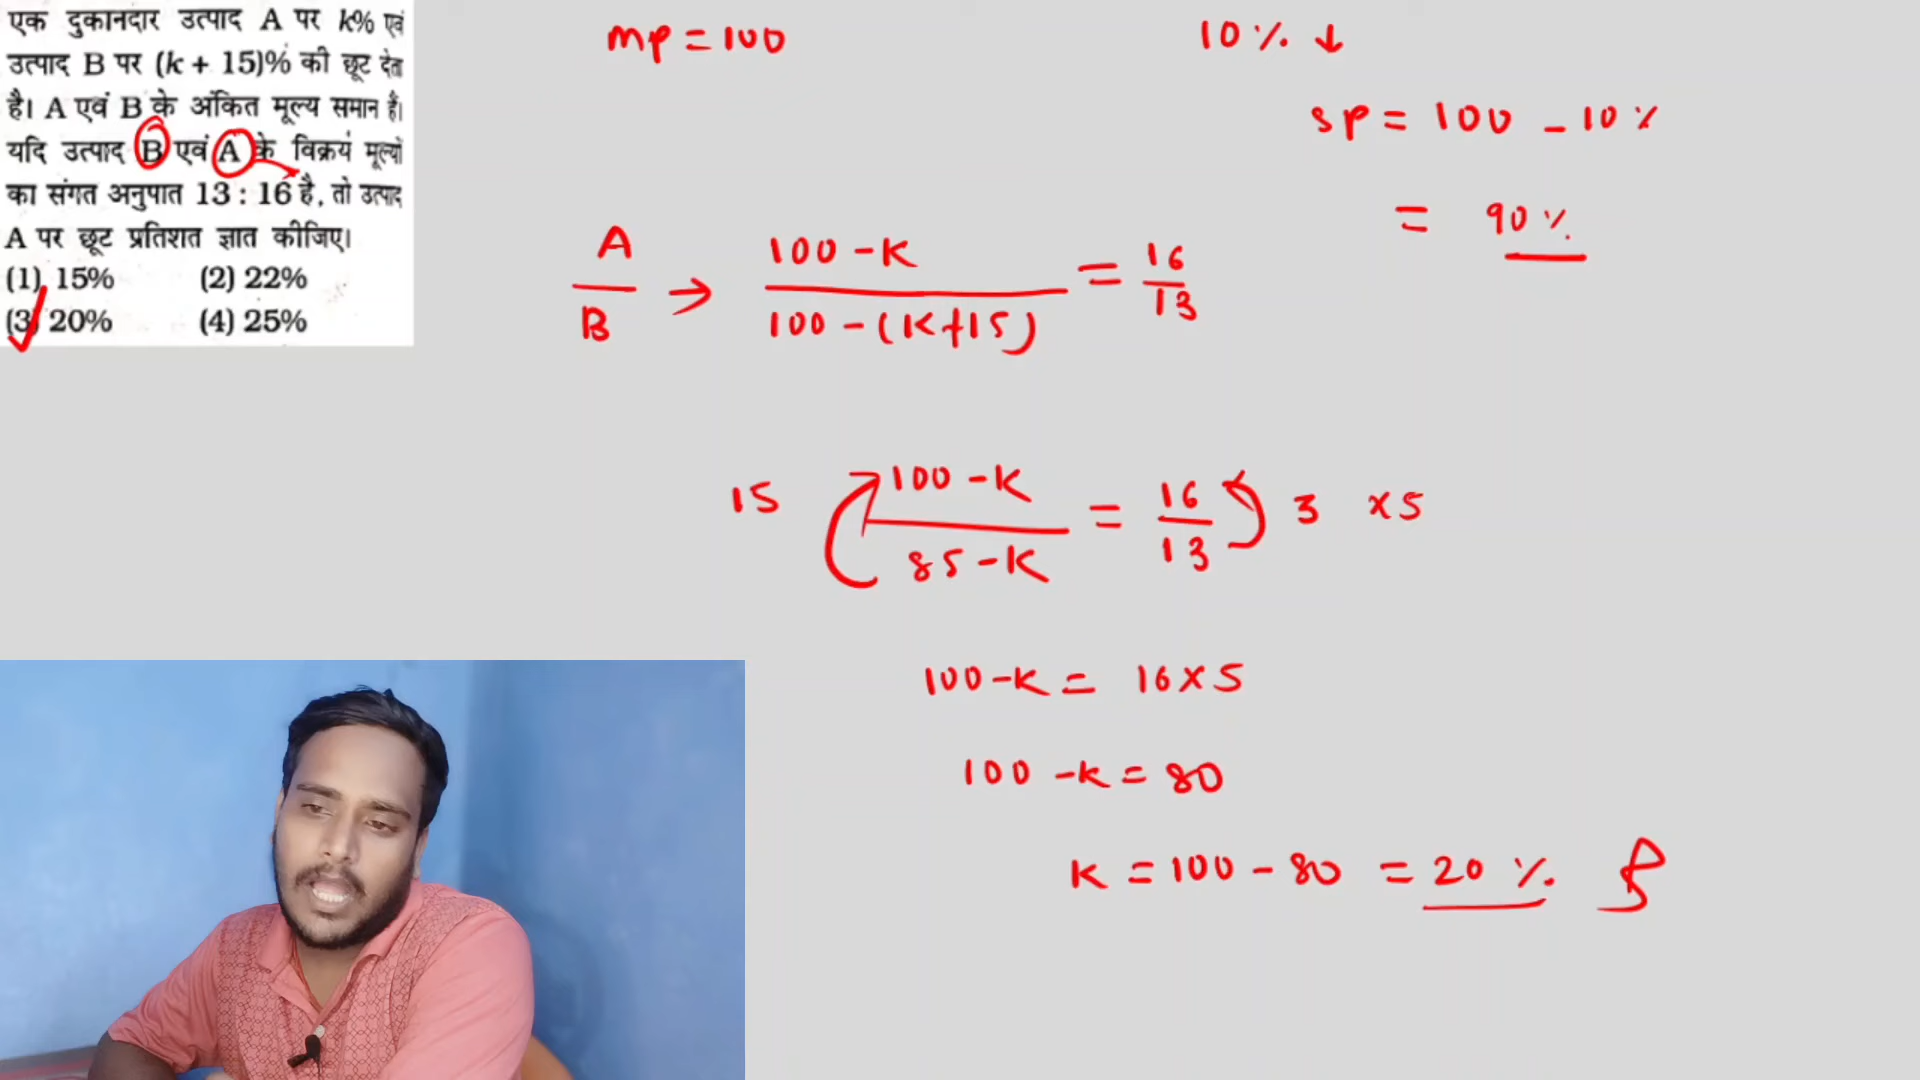 एक दुकानदार उत्पाद A पर k% एवं
उत्पाद B पर (k + 15)% की छूट देता
है। A एवं B के अंकित मूल्य समान हैं।
यदि उत्पाद B एवं A के विक्रय मूल्यों
का संगत अनुपात 13 : 16 है, तो उत्पाद
A पर छूट प्रतिशत ज्ञात कीजिए।
(1) 15% (2) 22%
(3) 20% (4) 25%
mp = 100
10% ↓
SP = 100 - 10%
= 90%
A/B → (100 - K)/(100 - (K+15)) = 16/13
15 (100 - K)/(85 - K) = 16/13 3 ×5
100 - K = 16×5
100 - K = 80
K = 100 - 80 = 20%